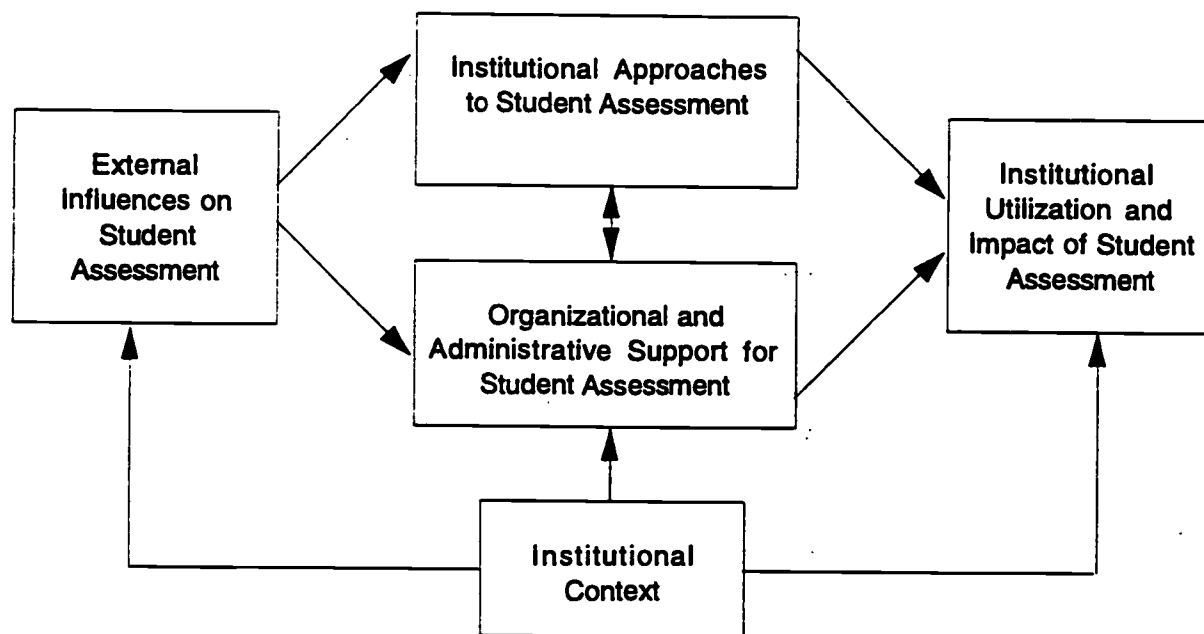 Institutional Approaches
to Student Assessment
External
Influences on
Student
Assessment
Institutional
Utilization and
Impact of Student
Assessment
Organizational and
Administrative Support for
Student Assessment
Institutional
Context